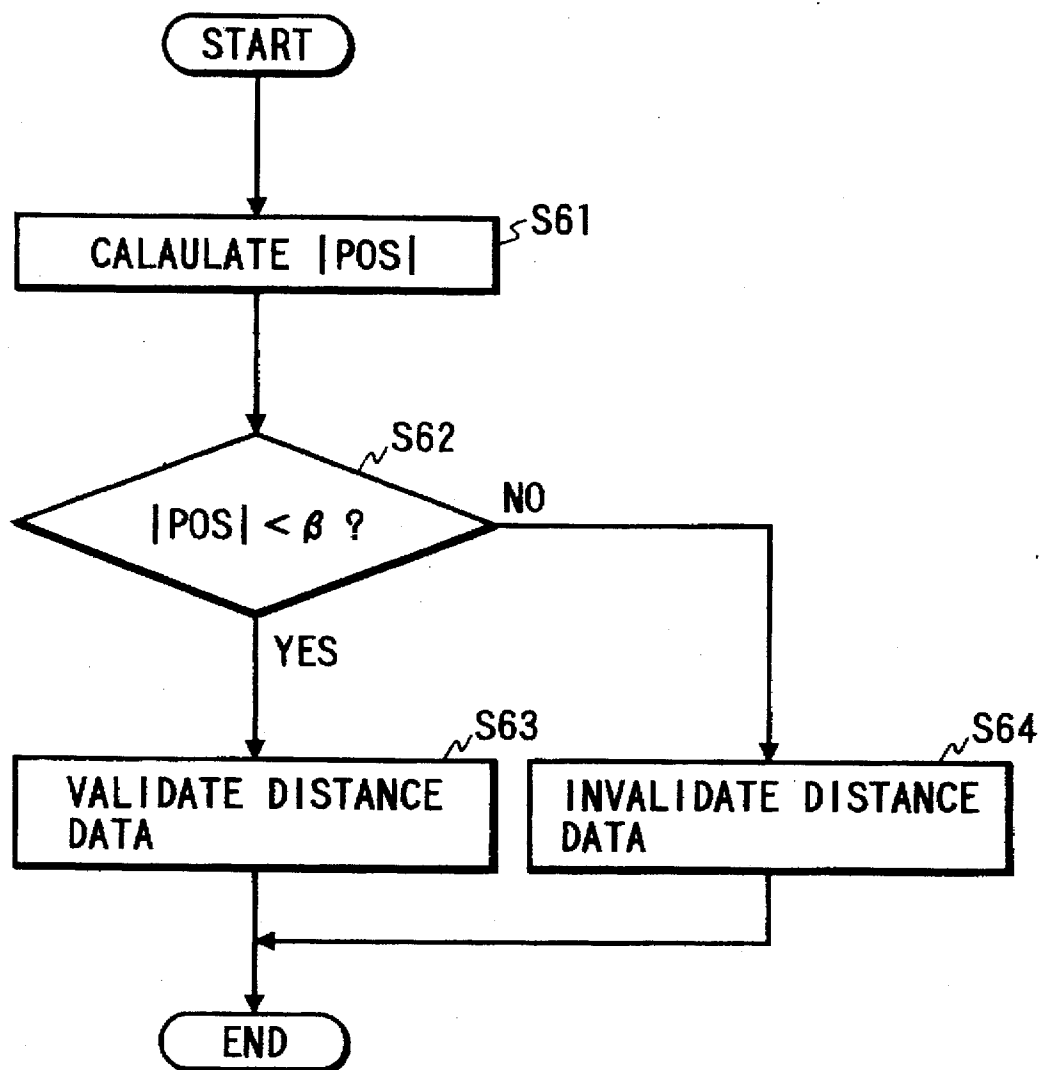 START
CALAULATE |POS|
S61
S62
|POS| < β ?
NO
YES
S63
VALIDATE DISTANCE
DATA
S64
INVALIDATE DISTANCE
DATA
END